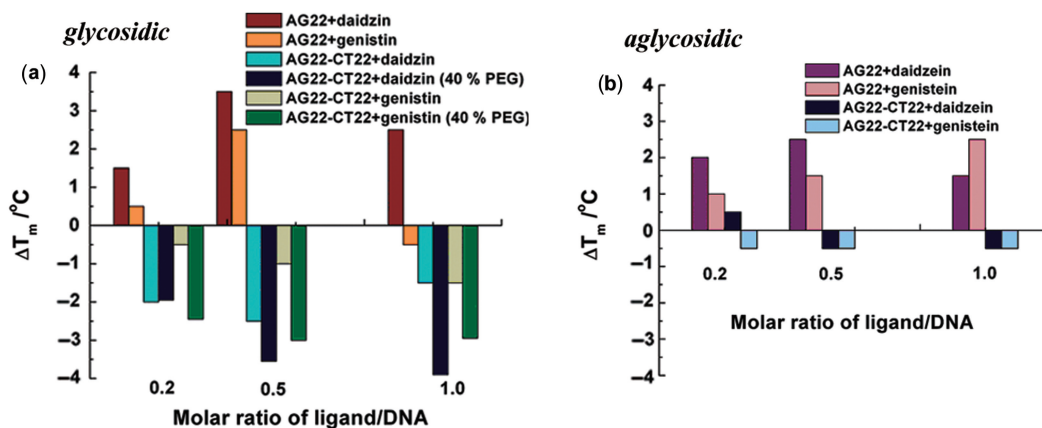 glycosidic
(a)
AG22+daidzin
AG22+genistin
AG22-CT22+daidzin
AG22-CT22+daidzin (40 % PEG)
AG22-CT22+genistin
AG22-CT22+genistin (40 % PEG)
4
3
2
1
0
−1
−2
−3
−4
ΔTm /°C
0.2 0.5 1.0
Molar ratio of ligand/DNA
aglycosidic
(b)
AG22+daidzein
AG22+genistein
AG22-CT22+daidzein
AG22-CT22+genistein
4
3
2
1
0
−1
−2
−3
−4
ΔTm /°C
0.2 0.5 1.0
Molar ratio of ligand/DNA